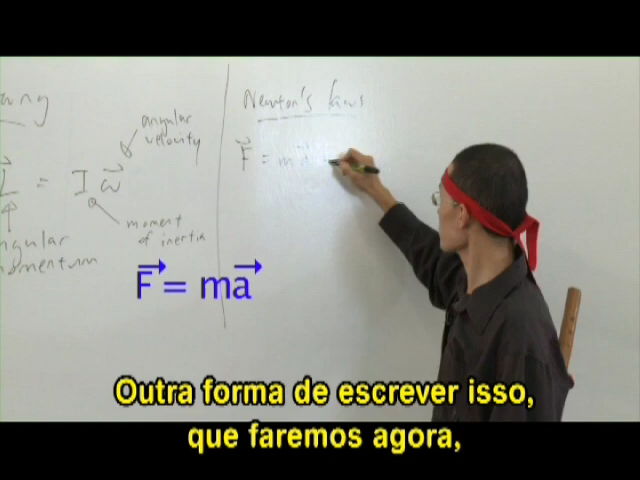 Newton's laws
angular
velocity
L⃗ = I ω⃗
F⃗ = m a⃗
moment
of inertia
angular
momentum
F⃗ = ma⃗
Outra forma de escrever isso,
que faremos agora,